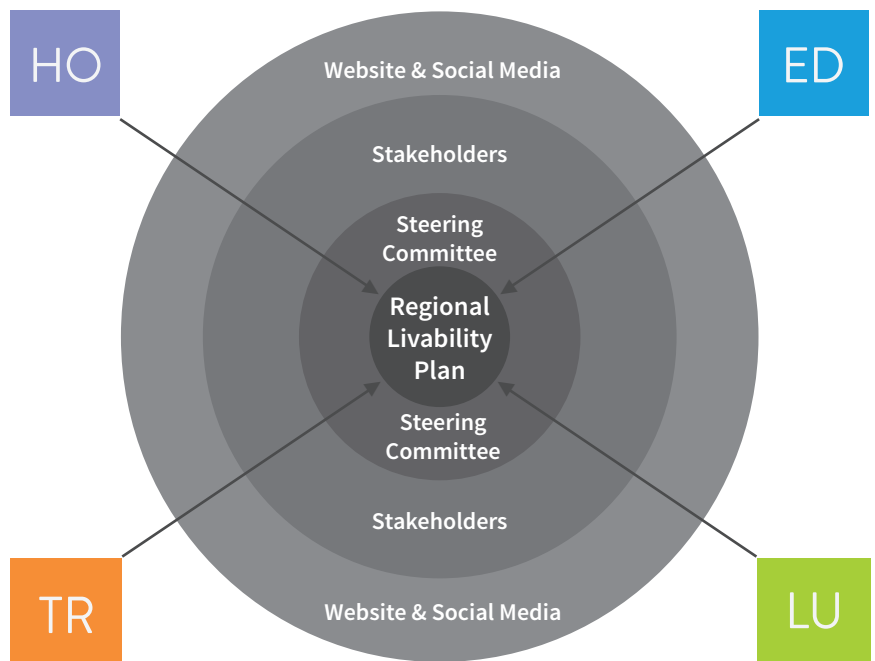 HO
ED
Website & Social Media
Stakeholders
Steering
Committee
Regional
Livability
Plan
Steering
Committee
Stakeholders
Website & Social Media
TR
LU